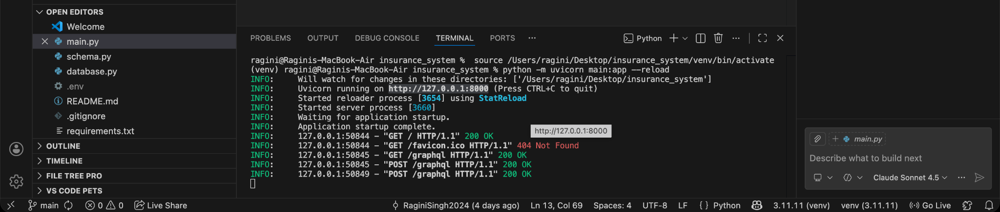 OPEN EDITORS
Welcome
main.py
schema.py
database.py
.env
README.md
.gitignore
requirements.txt
OUTLINE
TIMELINE
FILE TREE PRO
VS CODE PETS
PROBLEMS OUTPUT DEBUG CONSOLE TERMINAL PORTS ··· Python
ragini@Raginis-MacBook-Air insurance_system %  source /Users/ragini/Desktop/insurance_system/venv/bin/activate
(venv) ragini@Raginis-MacBook-Air insurance_system % python -m uvicorn main:app --reload
INFO:     Will watch for changes in these directories: ['/Users/ragini/Desktop/insurance_system']
INFO:     Uvicorn running on http://127.0.0.1:8000 (Press CTRL+C to quit)
INFO:     Started reloader process [3654] using StatReload
INFO:     Started server process [3660]
INFO:     Waiting for application startup.
INFO:     Application startup complete.
http://127.0.0.1:8000
INFO:     127.0.0.1:50844 - "GET / HTTP/1.1" 200 OK
INFO:     127.0.0.1:50844 - "GET /favicon.ico HTTP/1.1" 404 Not Found
INFO:     127.0.0.1:50845 - "GET /graphql HTTP/1.1" 200 OK
INFO:     127.0.0.1:50845 - "POST /graphql HTTP/1.1" 200 OK
INFO:     127.0.0.1:50849 - "POST /graphql HTTP/1.1" 200 OK
main.py
Describe what to build next
Claude Sonnet 4.5
main 0 0 Live Share RaginiSingh2024 (4 days ago) Ln 13, Col 69 Spaces: 4 UTF-8 LF { } Python 3.11.11 (venv) venv (3.11.11) Go Live